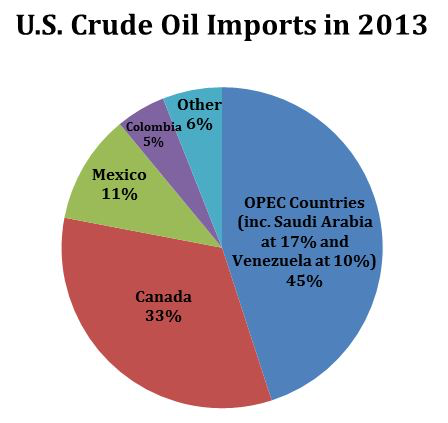 U.S. Crude Oil Imports in 2013
Other
6%
Colombia
5%
Mexico
11%
OPEC Countries
(inc. Saudi Arabia
at 17% and
Venezuela at 10%)
45%
Canada
33%